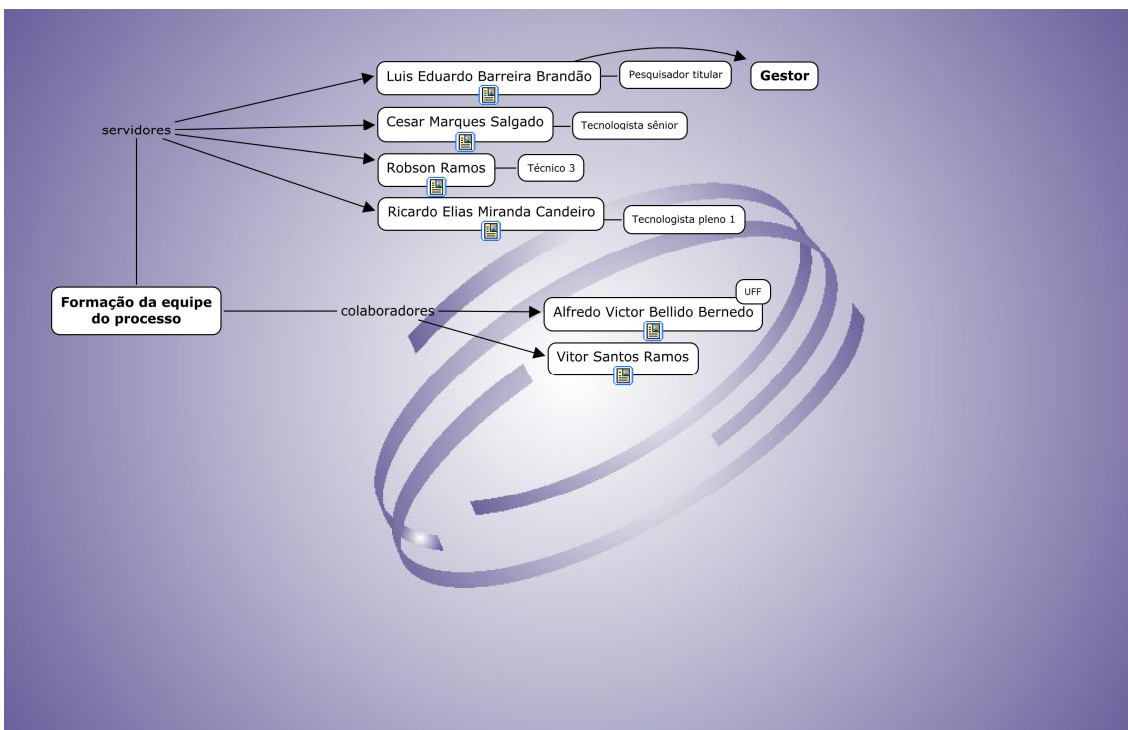 Luis Eduardo Barreira Brandão
Pesquisador titular
Gestor
servidores
Cesar Marques Salgado
Tecnologista sênior
Robson Ramos
Técnico 3
Ricardo Elias Miranda Candeiro
Tecnologista pleno 1
Formação da equipe
do processo
colaboradores
UFF
Alfredo Victor Bellido Bernedo
Vitor Santos Ramos